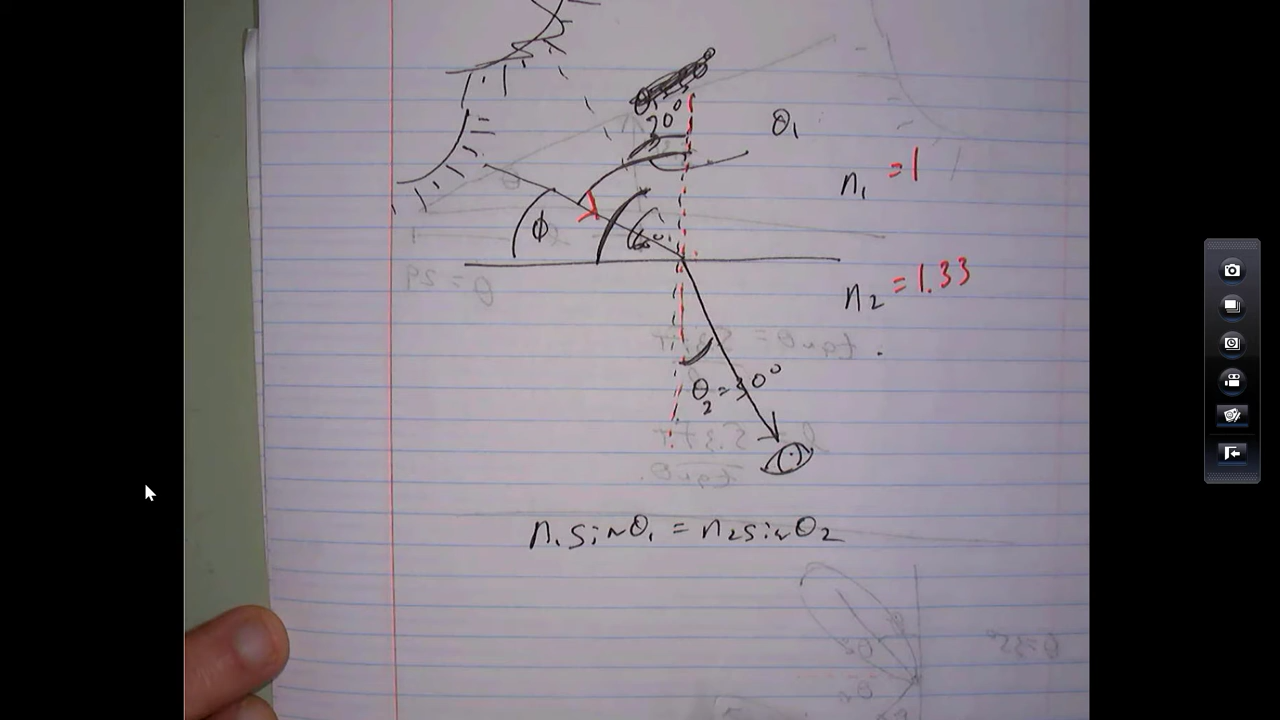 20°
θ₁
n₁ = 1
ϕ
n₂ = 1.33
θ₂ = 30°
n₁ sin θ₁ = n₂ sin θ₂